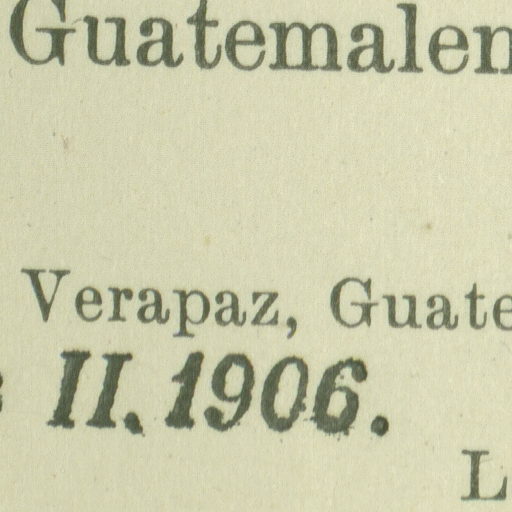 Guatemalen
Verapaz, Guate
II. 1906.
L